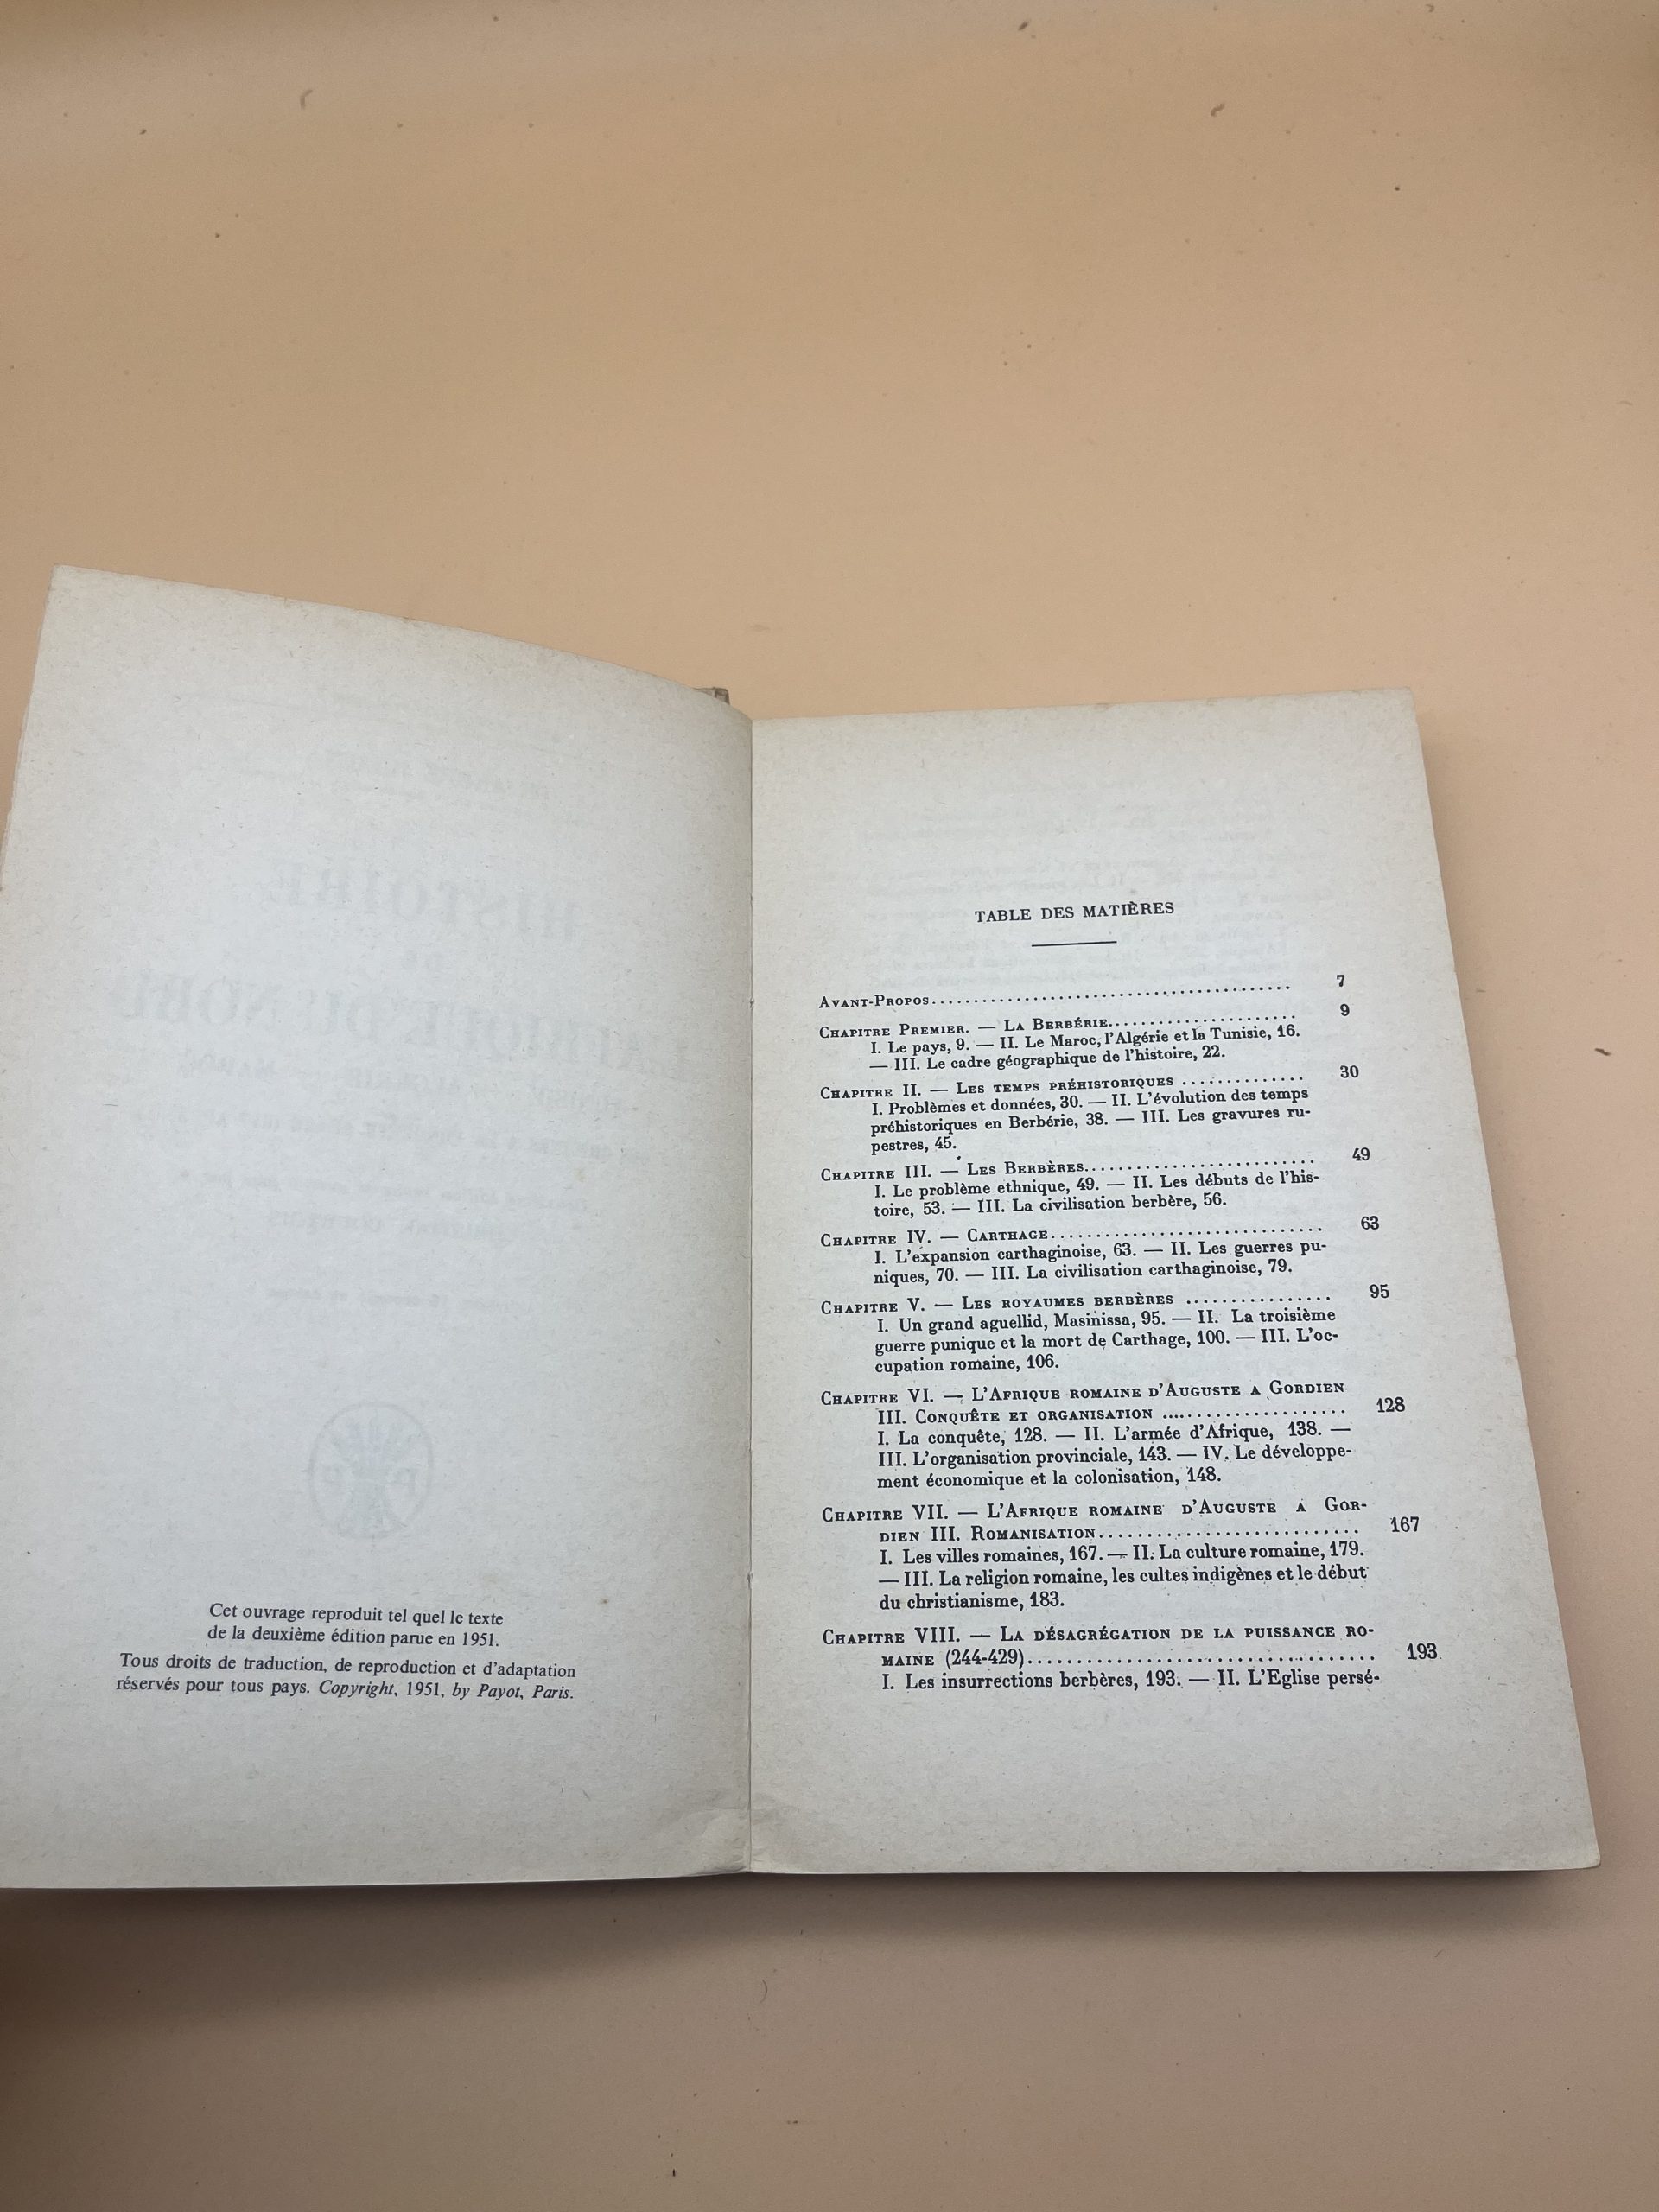 Cet ouvrage reproduit tel quel le texte
de la deuxième édition parue en 1951.
Tous droits de traduction, de reproduction et d'adaptation
réservés pour tous pays. Copyright, 1951, by Payot, Paris.
TABLE DES MATIÈRES
AVANT-PROPOS........................................ 7
CHAPITRE PREMIER. — LA BERBÉRIE...................... 9
I. Le pays, 9. — II. Le Maroc, l'Algérie et la Tunisie, 16.
— III. Le cadre géographique de l'histoire, 22.
CHAPITRE II. — LES TEMPS PRÉHISTORIQUES .............. 30
I. Problèmes et données, 30. — II. L'évolution des temps
préhistoriques en Berbérie, 38. — III. Les gravures ru-
pestres, 45.
CHAPITRE III. — LES BERBÈRES.......................... 49
I. Le problème ethnique, 49. — II. Les débuts de l'his-
toire, 53. — III. La civilisation berbère, 56.
CHAPITRE IV. — CARTHAGE............................. 63
I. L'expansion carthaginoise, 63. — II. Les guerres pu-
niques, 70. — III. La civilisation carthaginoise, 79.
CHAPITRE V. — LES ROYAUMES BERBÈRES ................ 95
I. Un grand aguellid, Masinissa, 95. — II. La troisième
guerre punique et la mort de Carthage, 100. — III. L'oc-
cupation romaine, 106.
CHAPITRE VI. — L'AFRIQUE ROMAINE D'AUGUSTE A GORDIEN
III. CONQUÊTE ET ORGANISATION ...................... 128
I. La conquête, 128. — II. L'armée d'Afrique, 138. —
III. L'organisation provinciale, 143. — IV. Le développe-
ment économique et la colonisation, 148.
CHAPITRE VII. — L'AFRIQUE ROMAINE D'AUGUSTE A GOR-
DIEN III. ROMANISATION............................ 167
I. Les villes romaines, 167. — II. La culture romaine, 179.
— III. La religion romaine, les cultes indigènes et le début
du christianisme, 183.
CHAPITRE VIII. — LA DÉSAGRÉGATION DE LA PUISSANCE RO-
MAINE (244-429)..................................... 193
I. Les insurrections berbères, 193. — II. L'Eglise persé-